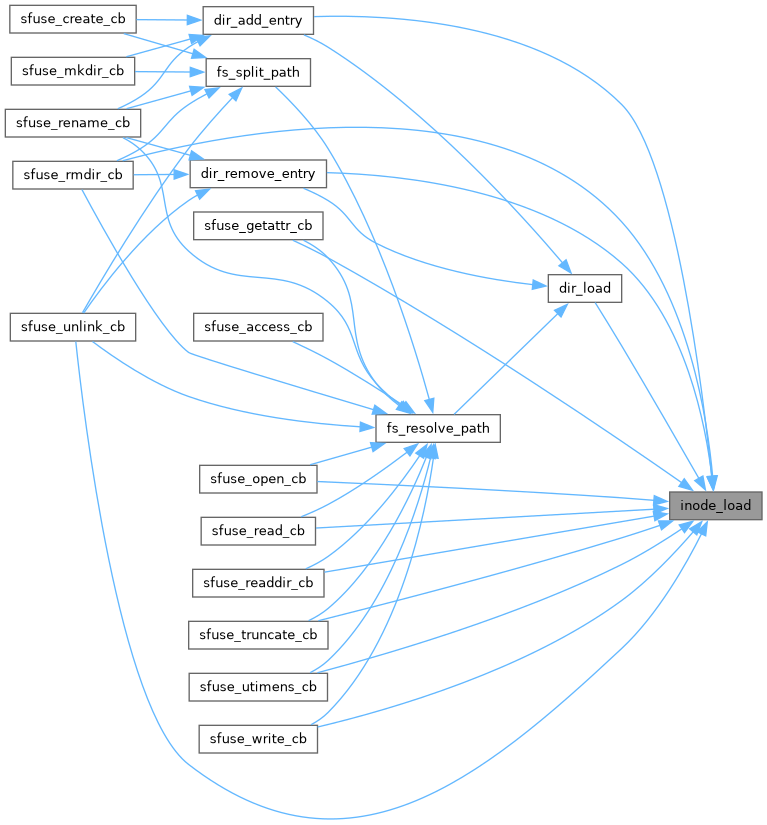 sfuse_create_cb
dir_add_entry
sfuse_mkdir_cb
fs_split_path
sfuse_rename_cb
sfuse_rmdir_cb
dir_remove_entry
sfuse_getattr_cb
dir_load
sfuse_unlink_cb
sfuse_access_cb
fs_resolve_path
sfuse_open_cb
inode_load
sfuse_read_cb
sfuse_readdir_cb
sfuse_truncate_cb
sfuse_utimens_cb
sfuse_write_cb